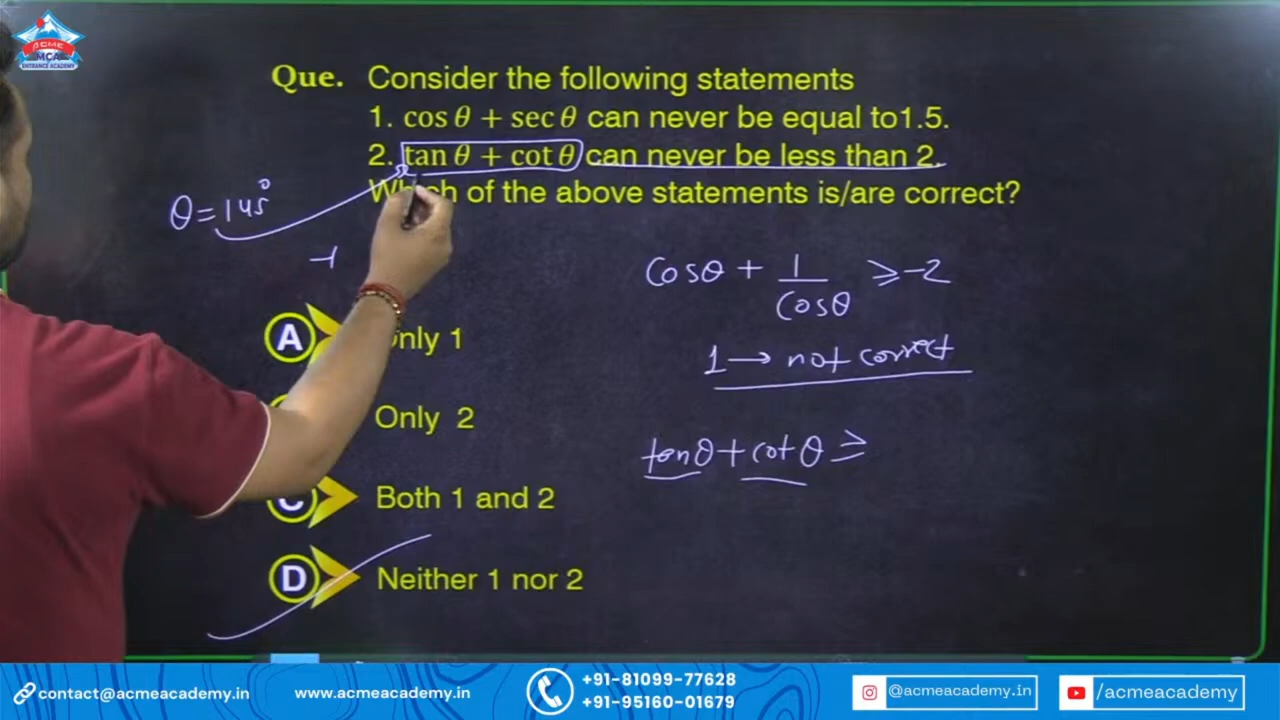 ACME
MCA
ENTRANCE ACADEMY
Que. Consider the following statements
1. cos θ + sec θ can never be equal to1.5.
2. tan θ + cot θ can never be less than 2.
Which of the above statements is/are correct?
θ = 145°
-1
cosθ + 1/cosθ ≥ -2
1 → not correct
tanθ + cotθ ≥
A Only 1
Only 2
C Both 1 and 2
D Neither 1 nor 2
contact@acmeacademy.in
www.acmeacademy.in
+91-81099-77628
+91-95160-01679
@acmeacademy.in
/acmeacademy